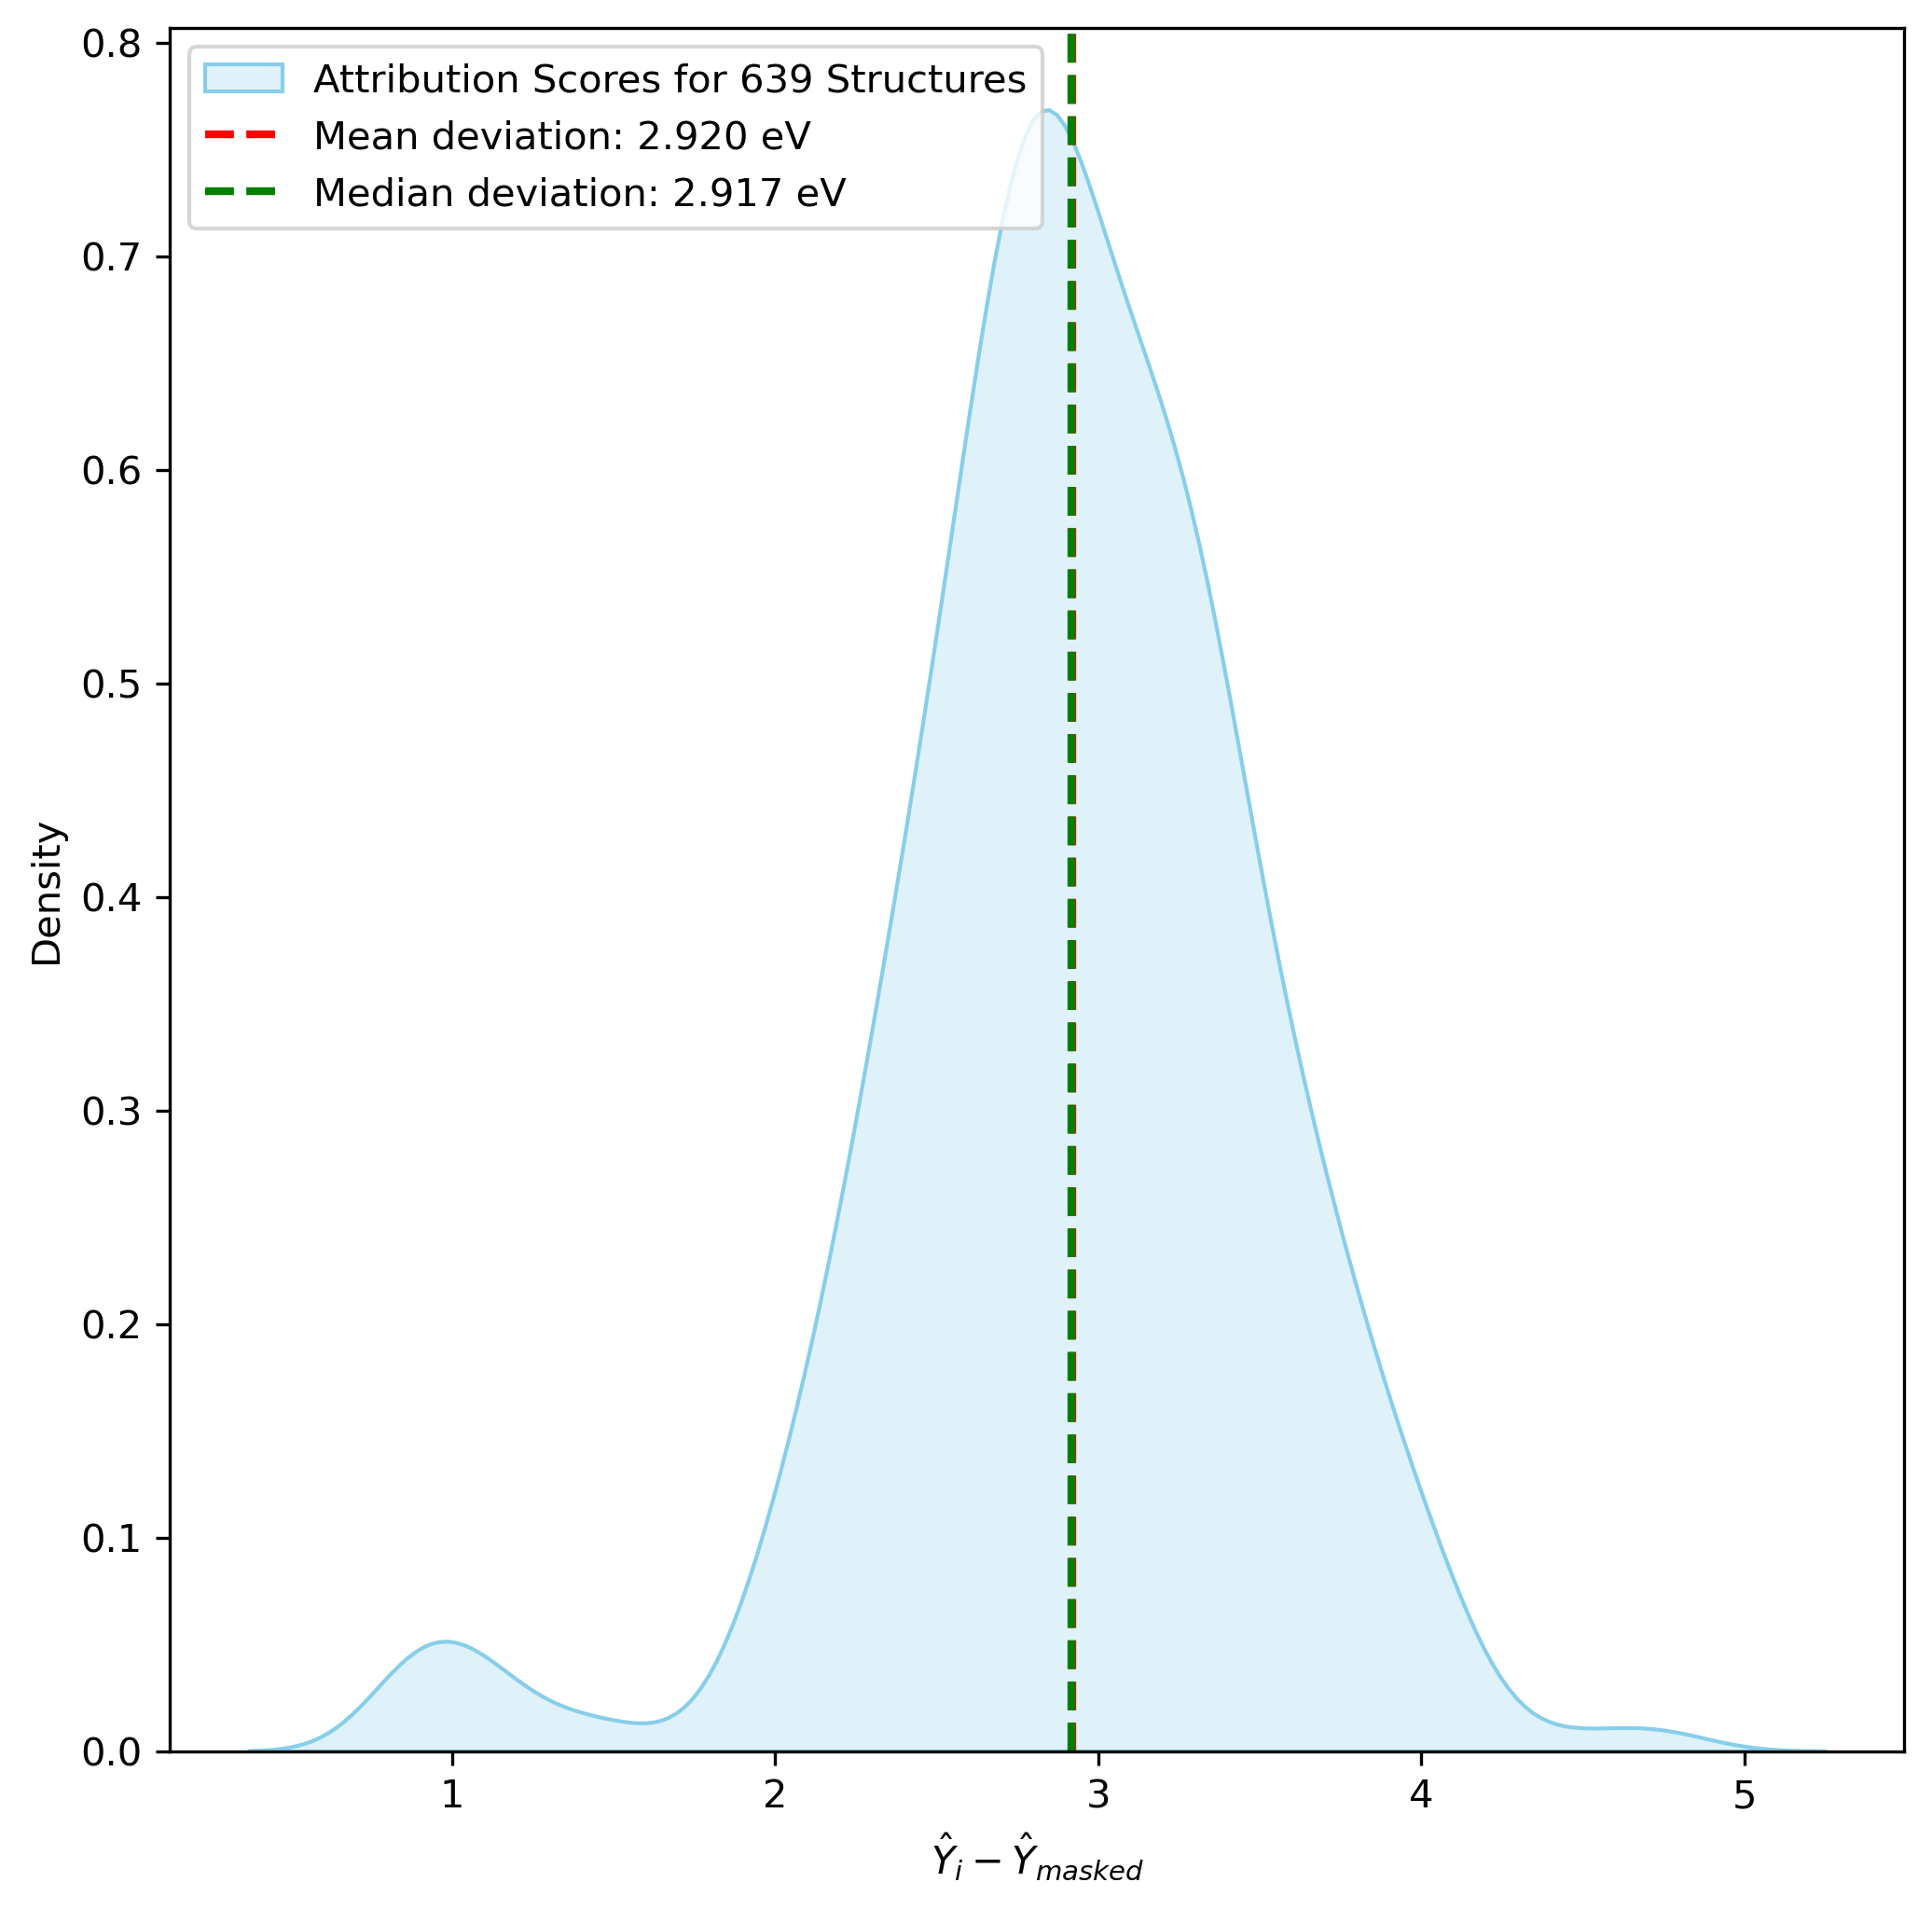 Attribution Scores for 639 Structures
Mean deviation: 2.920 eV
Median deviation: 2.917 eV
0.8
0.7
0.6
0.5
0.4
0.3
0.2
0.1
0.0
Density
1 2 3 4 5
Ŷ_i − Ŷ_masked